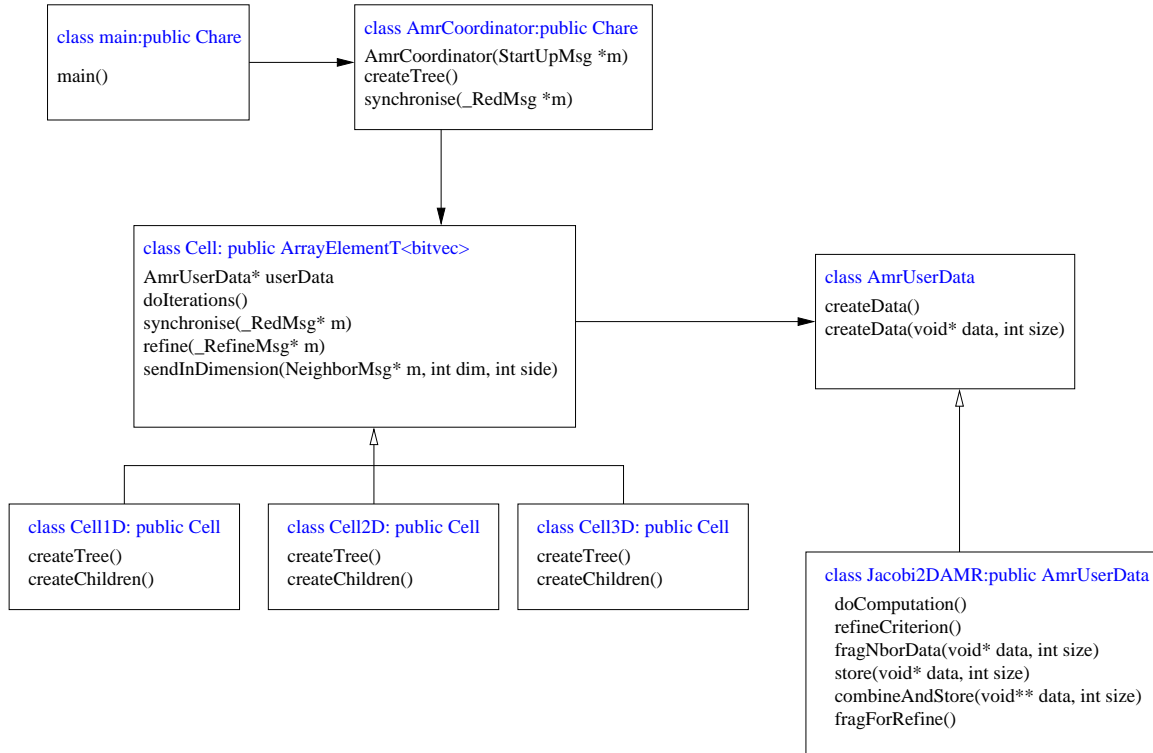 class main:public Chare
main()
class AmrCoordinator:public Chare
AmrCoordinator(StartUpMsg *m)
createTree()
synchronise(_RedMsg *m)
class Cell: public ArrayElementT<bitvec>
AmrUserData* userData
doIterations()
synchronise(_RedMsg* m)
refine(_RefineMsg* m)
sendInDimension(NeighborMsg* m, int dim, int side)
class AmrUserData
createData()
createData(void* data, int size)
class Cell1D: public Cell
createTree()
createChildren()
class Cell2D: public Cell
createTree()
createChildren()
class Cell3D: public Cell
createTree()
createChildren()
class Jacobi2DAMR:public AmrUserData
doComputation()
refineCriterion()
fragNborData(void* data, int size)
store(void* data, int size)
combineAndStore(void** data, int size)
fragForRefine()